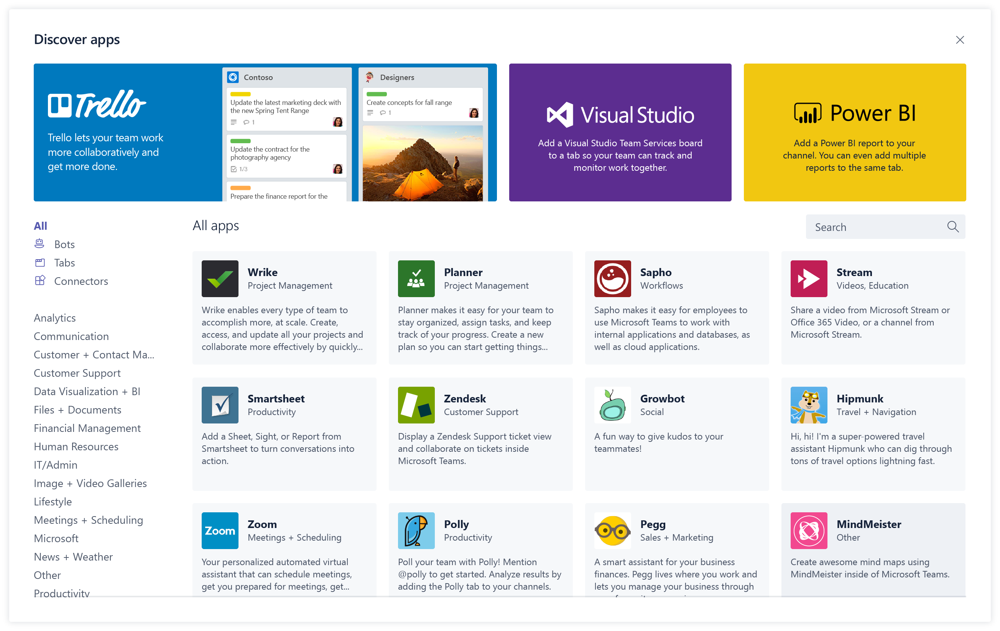 Discover apps
Trello
Trello lets your team work
more collaboratively and
get more done.
Contoso
Update the latest marketing deck with
the new Spring Tent Range
1
Update the contract for the
photography agency
1/3
Prepare the finance report for the
Designers
Create concepts for fall range
1
Visual Studio
Add a Visual Studio Team Services board
to a tab so your team can track and
monitor work together.
Power BI
Add a Power BI report to your
channel. You can even add multiple
reports to the same tab.
All
Bots
Tabs
Connectors
Analytics
Communication
Customer + Contact Ma...
Customer Support
Data Visualization + BI
Files + Documents
Financial Management
Human Resources
IT/Admin
Image + Video Galleries
Lifestyle
Meetings + Scheduling
Microsoft
News + Weather
Other
Productivity
All apps
Search
Wrike
Project Management
Wrike enables every type of team to
accomplish more, at scale. Create,
access, and update all your projects and
collaborate more effectively by quickly...
Planner
Project Management
Planner makes it easy for your team to
stay organized, assign tasks, and keep
track of your progress. Create a new
plan so you can start getting things...
Sapho
Workflows
Sapho makes it easy for employees to
use Microsoft Teams to work with
internal applications and databases, as
well as cloud applications.
Stream
Videos, Education
Share a video from Microsoft Stream or
Office 365 Video, or a channel from
Microsoft Stream.
Smartsheet
Productivity
Add a Sheet, Sight, or Report from
Smartsheet to turn conversations into
action.
Zendesk
Customer Support
Display a Zendesk Support ticket view
and collaborate on tickets inside
Microsoft Teams.
Growbot
Social
A fun way to give kudos to your
teammates!
Hipmunk
Travel + Navigation
Hi, hi! I'm a super-powered travel
assistant Hipmunk who can dig through
tons of travel options lightning fast.
Zoom
Zoom
Meetings + Scheduling
Your personalized automated virtual
assistant that can schedule meetings,
get you prepared for meetings, get...
Polly
Productivity
Poll your team with Polly! Mention
@polly to get started. Analyze results by
adding the Polly tab to your channels.
Pegg
Sales + Marketing
A smart assistant for your business
finances. Pegg lives where you work and
lets you manage your business through
MindMeister
Other
Create awesome mind maps using
MindMeister inside of Microsoft Teams.